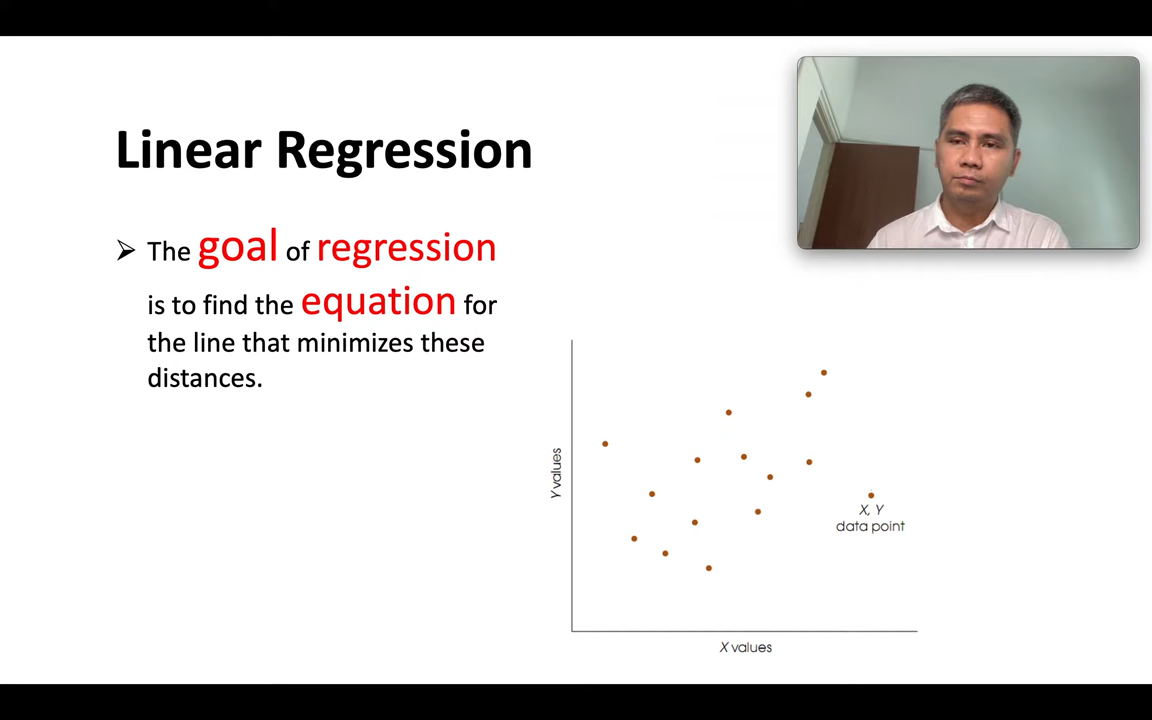 Linear Regression
➢ The goal of regression
is to find the equation for
the line that minimizes these
distances.
Y values
X, Y
data point
X values